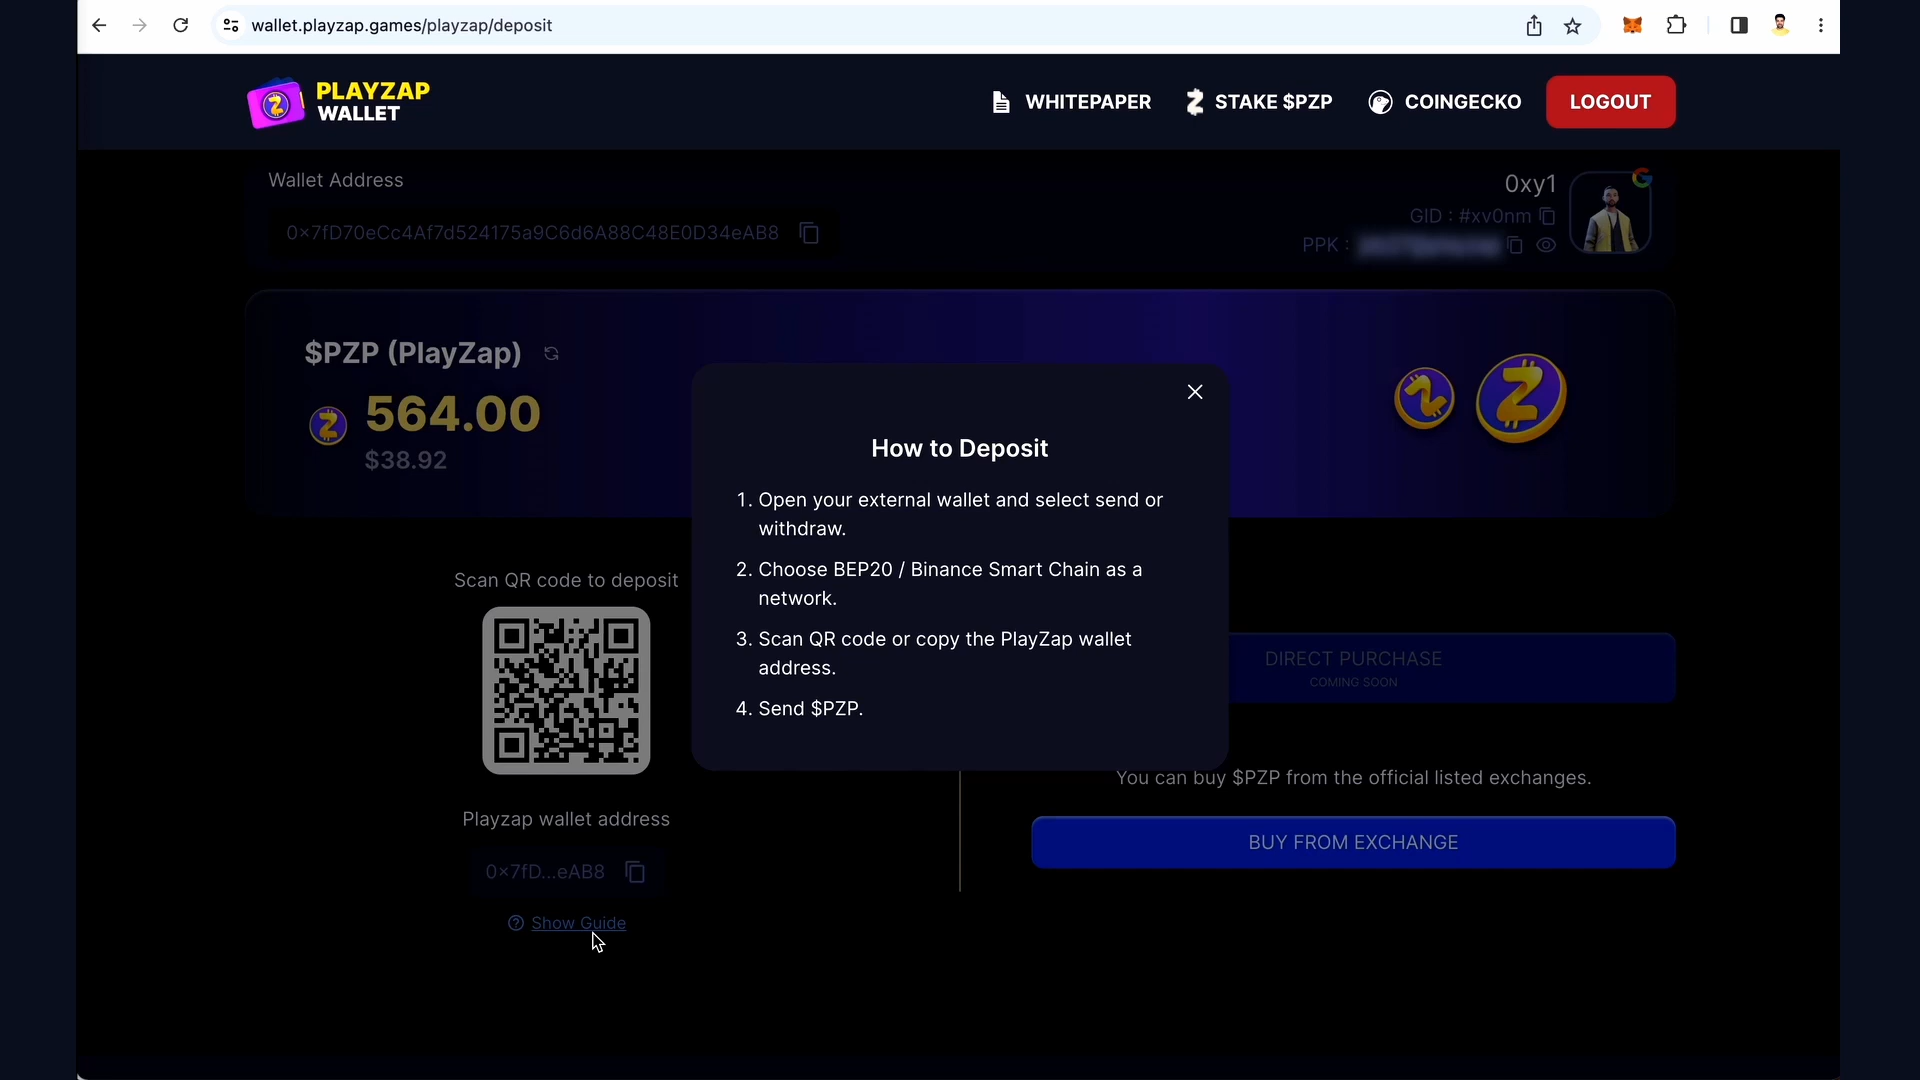 wallet.playzap.games/playzap/deposit
PLAYZAP
WALLET
WHITEPAPER
STAKE $PZP
COINGECKO
LOGOUT
Wallet Address
0×7fD70eCc4Af7d524175a9C6d6A88C48E0D34eAB8
0xy1
GID : #xv0nm
PPK :
$PZP (PlayZap)
564.00
$38.92
How to Deposit
1. Open your external wallet and select send or
withdraw.
2. Choose BEP20 / Binance Smart Chain as a
network.
3. Scan QR code or copy the PlayZap wallet
address.
4. Send $PZP.
Scan QR code to deposit
Playzap wallet address
0×7fD...eAB8
Show Guide
DIRECT PURCHASE
COMING SOON
You can buy $PZP from the official listed exchanges.
BUY FROM EXCHANGE